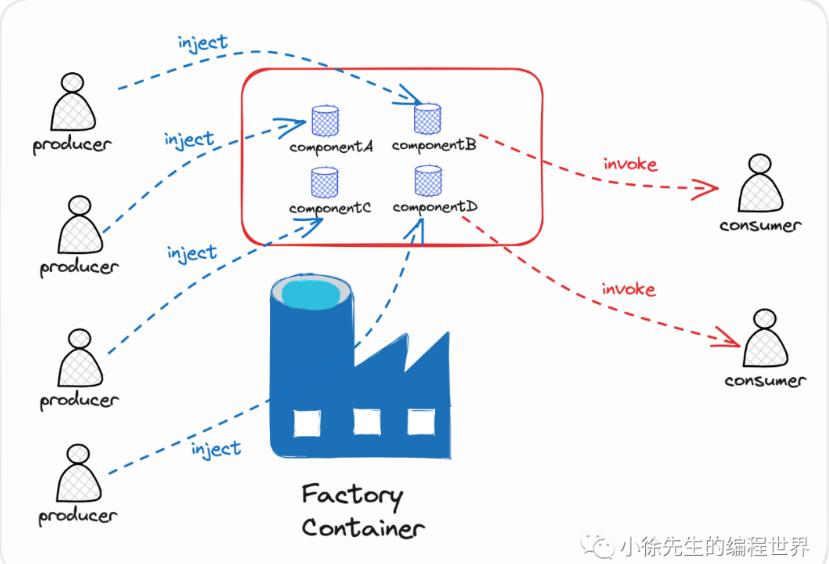 inject
producer
inject
componentA
componentB
invoke
componentC
componentD
consumer
producer
inject
invoke
producer
consumer
inject
producer
Factory
Container
小徐先生的编程世界